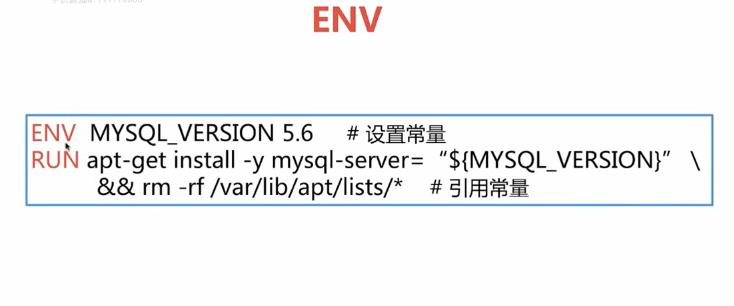 ENV
ENV MYSQL_VERSION 5.6 # 设置常量
RUN apt-get install -y mysql-server= “${MYSQL_VERSION}” \
&& rm -rf /var/lib/apt/lists/* # 引用常量